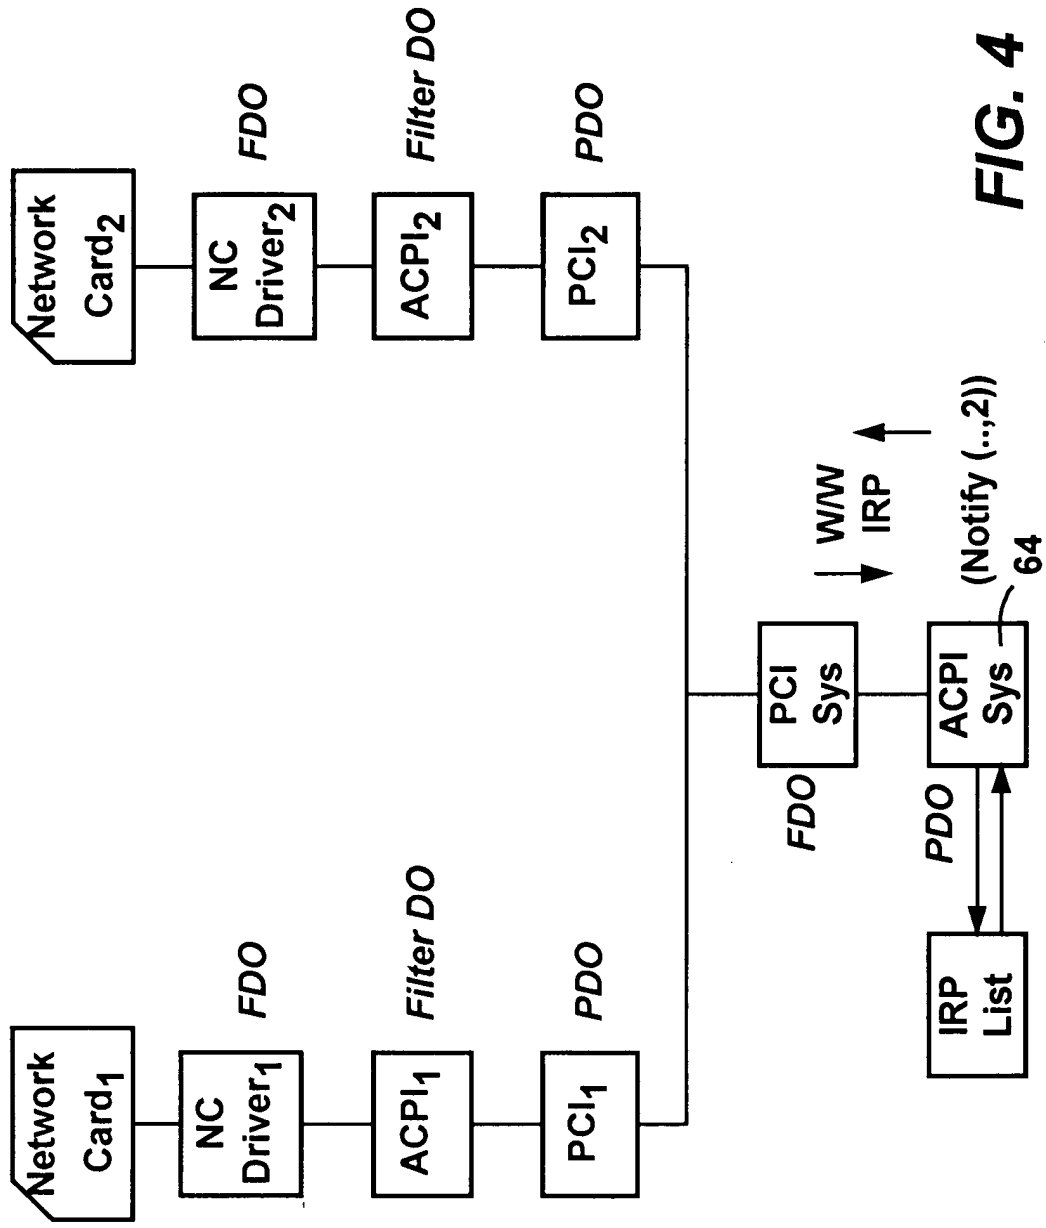 Network
Card1
NC
Driver1
FDO
ACPI1
Filter DO
PCI1
PDO
Network
Card2
NC
Driver2
FDO
ACPI2
Filter DO
PCI2
PDO
PCI
Sys
FDO
W/W
IRP
ACPI
Sys
PDO
(Notify (..,2))
64
IRP
List
FIG. 4